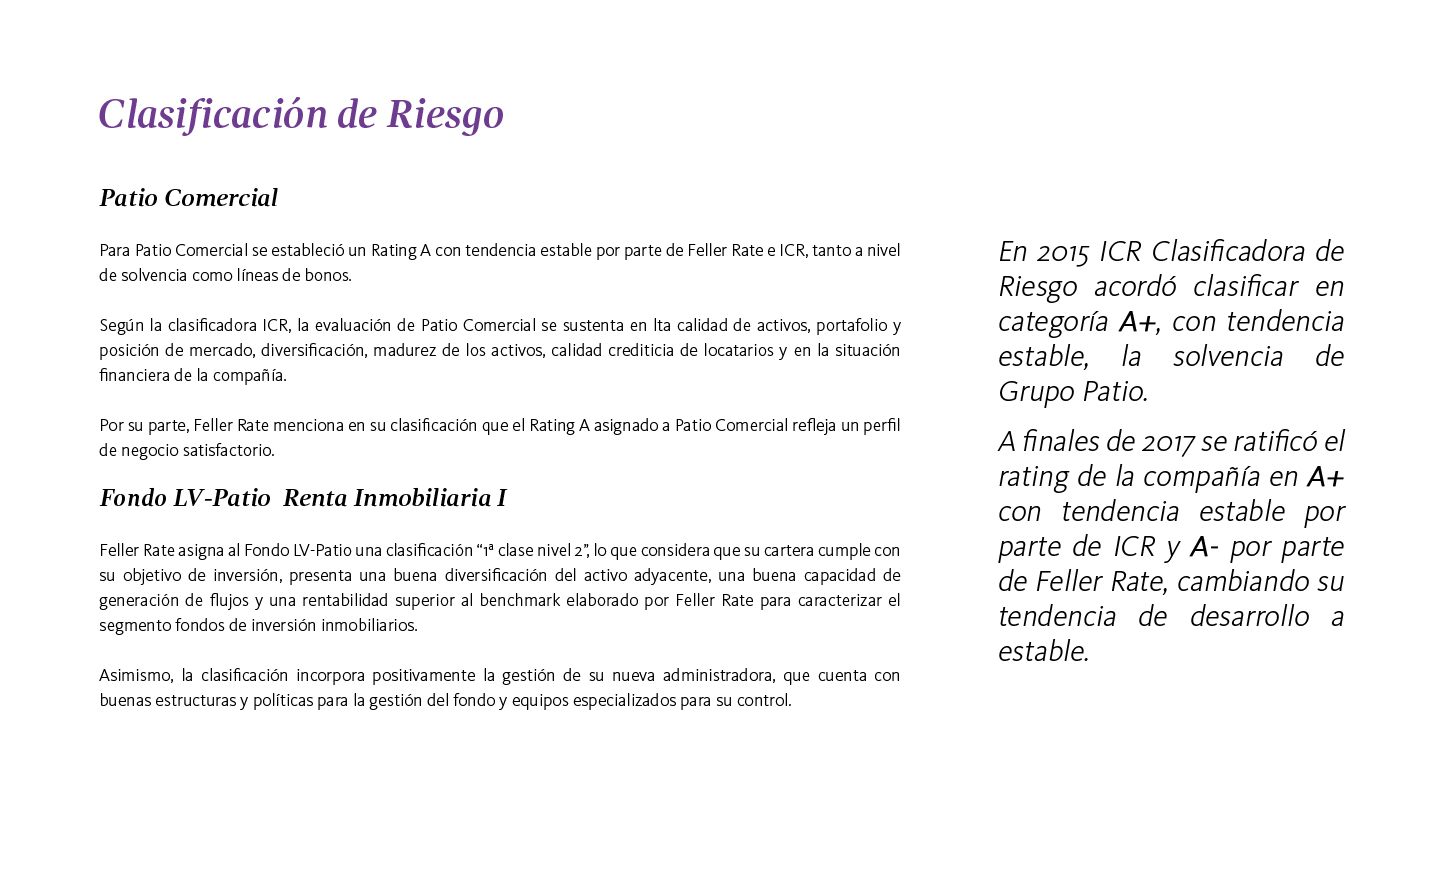 Clasificación de Riesgo
Patio Comercial
Para Patio Comercial se estableció un Rating A con tendencia estable por parte de Feller Rate e ICR, tanto a nivel
de solvencia como líneas de bonos.
Según la clasificadora ICR, la evaluación de Patio Comercial se sustenta en lta calidad de activos, portafolio y
posición de mercado, diversificación, madurez de los activos, calidad crediticia de locatarios y en la situación
financiera de la compañía.
Por su parte, Feller Rate menciona en su clasificación que el Rating A asignado a Patio Comercial refleja un perfil
de negocio satisfactorio.
Fondo LV-Patio  Renta Inmobiliaria I
Feller Rate asigna al Fondo LV-Patio una clasificación “1ª clase nivel 2”, lo que considera que su cartera cumple con
su objetivo de inversión, presenta una buena diversificación del activo adyacente, una buena capacidad de
generación de flujos y una rentabilidad superior al benchmark elaborado por Feller Rate para caracterizar el
segmento fondos de inversión inmobiliarios.
Asimismo, la clasificación incorpora positivamente la gestión de su nueva administradora, que cuenta con
buenas estructuras y políticas para la gestión del fondo y equipos especializados para su control.
En 2015 ICR Clasificadora de
Riesgo acordó clasificar en
categoría A+, con tendencia
estable, la solvencia de
Grupo Patio.
A finales de 2017 se ratificó el
rating de la compañía en A+
con tendencia estable por
parte de ICR y A- por parte
de Feller Rate, cambiando su
tendencia de desarrollo a
estable.